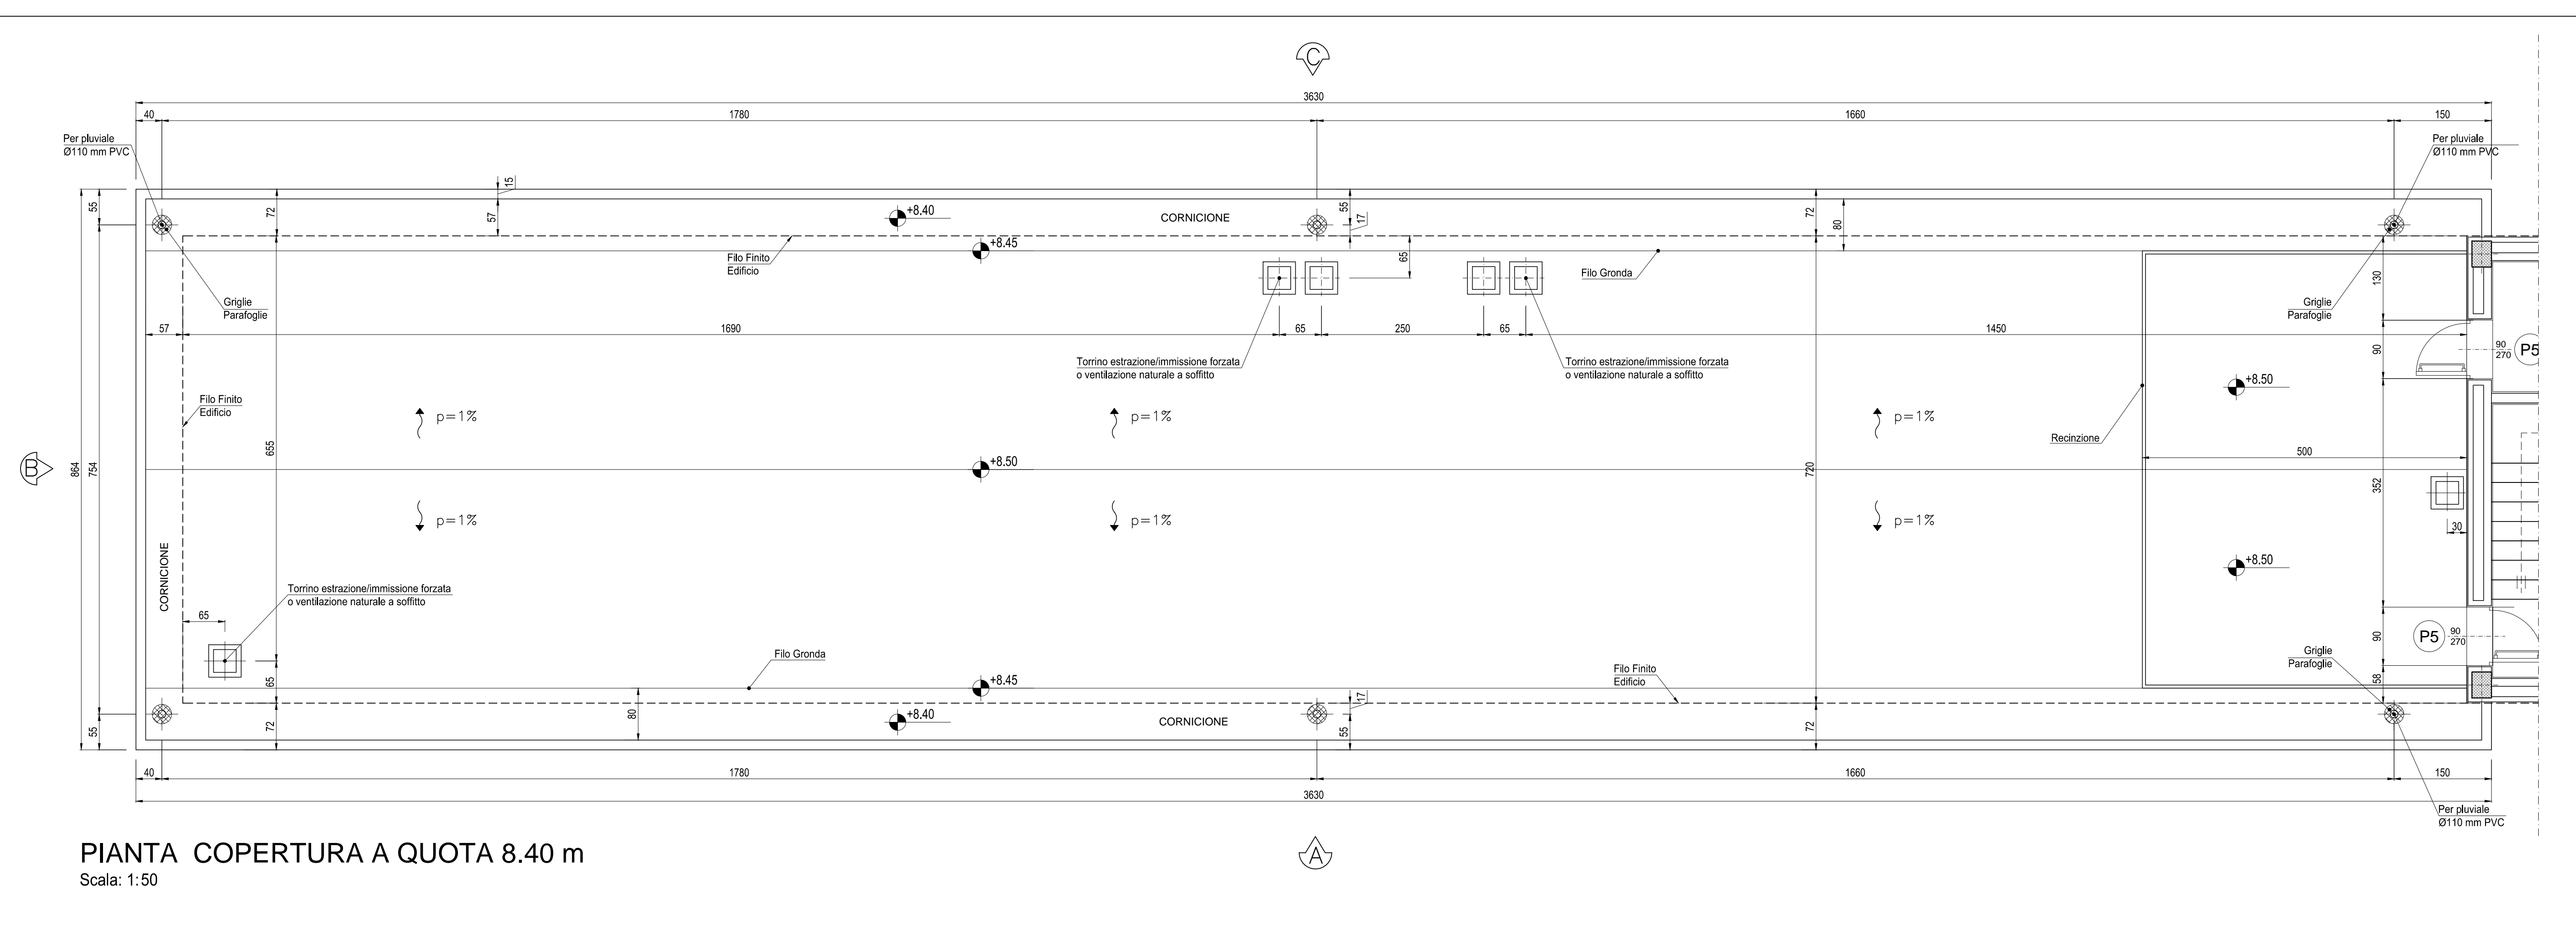 C
3630
40
1780
1660
150
Per pluviale
Ø110 mm PVC
Per pluviale
Ø110 mm PVC
15
55
72
57
+8.40
CORNICIONE
55
17
72
80
+8.45
Filo Finito
Edificio
65
Filo Gronda
130
Griglie
Parafoglie
Griglie
Parafoglie
57
1690
65
250
65
1450
90
90
270
P5
Torrino estrazione/immissione forzata
o ventilazione naturale a soffitto
Torrino estrazione/immissione forzata
o ventilazione naturale a soffitto
+8.50
Filo Finito
Edificio
p=1%
p=1%
p=1%
Recinzione
655
500
B
864
754
+8.50
720
352
p=1%
p=1%
p=1%
30
CORNICIONE
+8.50
Torrino estrazione/immissione forzata
o ventilazione naturale a soffitto
65
90
P5
90
270
Filo Gronda
Filo Finito
Edificio
Griglie
Parafoglie
65
+8.45
58
17
80
+8.40
CORNICIONE
55
72
55
72
40
1780
1660
150
3630
Per pluviale
Ø110 mm PVC
A
PIANTA COPERTURA A QUOTA 8.40 m
Scala: 1:50